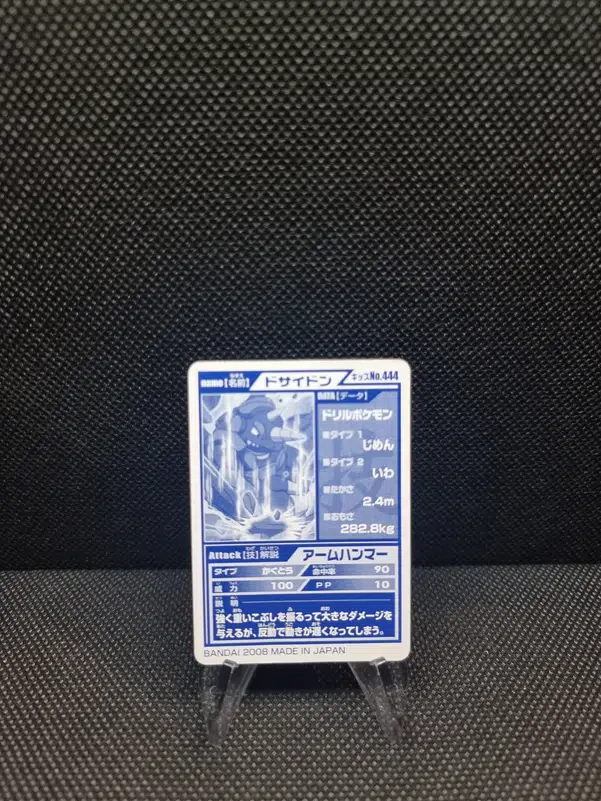 name[名前] ドサイドン キッズNo.444
DATA[データ]
ドリルポケモン
■タイプ 1
じめん
■タイプ 2
いわ
■たかさ
2.4m
■おもさ
282.8kg
Attack[技]解説 アームハンマー
タイプ かくとう 命中率 90
威力 100 PP 10
説明
強く重いこぶしを振るって大きなダメージを
与えるが、反動で動きが遅くなってしまう。
BANDAI 2008 MADE IN JAPAN